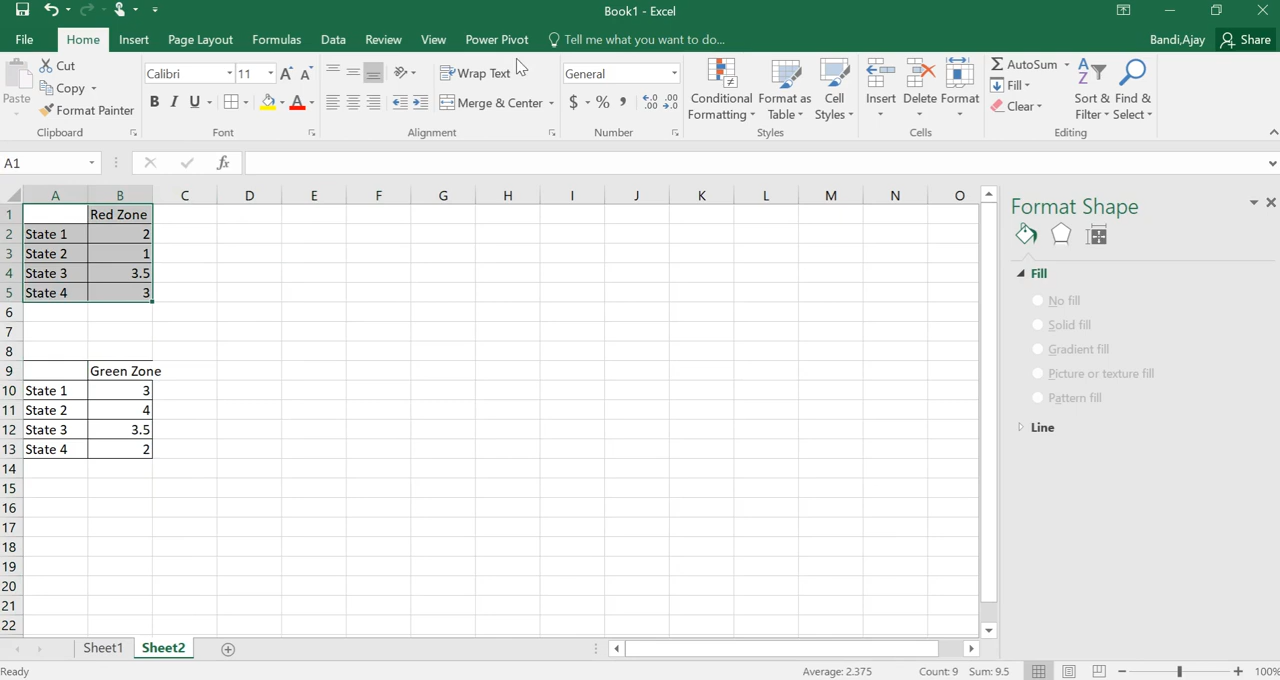 Book1 - Excel
File Home Insert Page Layout Formulas Data Review View Power Pivot Tell me what you want to do... Bandi,Ajay Share
Paste Cut Copy Format Painter
Calibri 11
B I U A
Wrap Text
Merge & Center
General
$ % ,
Conditional Formatting
Format as Table
Cell Styles
Insert Delete Format
AutoSum
Fill
Clear
Sort & Filter
Find & Select
Clipboard Font Alignment Number Styles Cells Editing
A1 fx
A B C D E F G H I J K L M N O
1 Red Zone
2 State 1 2
3 State 2 1
4 State 3 3.5
5 State 4 3
6
7
8
9 Green Zone
10 State 1 3
11 State 2 4
12 State 3 3.5
13 State 4 2
14
15
16
17
18
19
20
21
22
Format Shape
Fill
No fill
Solid fill
Gradient fill
Picture or texture fill
Pattern fill
Line
Sheet1 Sheet2
Ready Average: 2.375 Count: 9 Sum: 9.5 100%